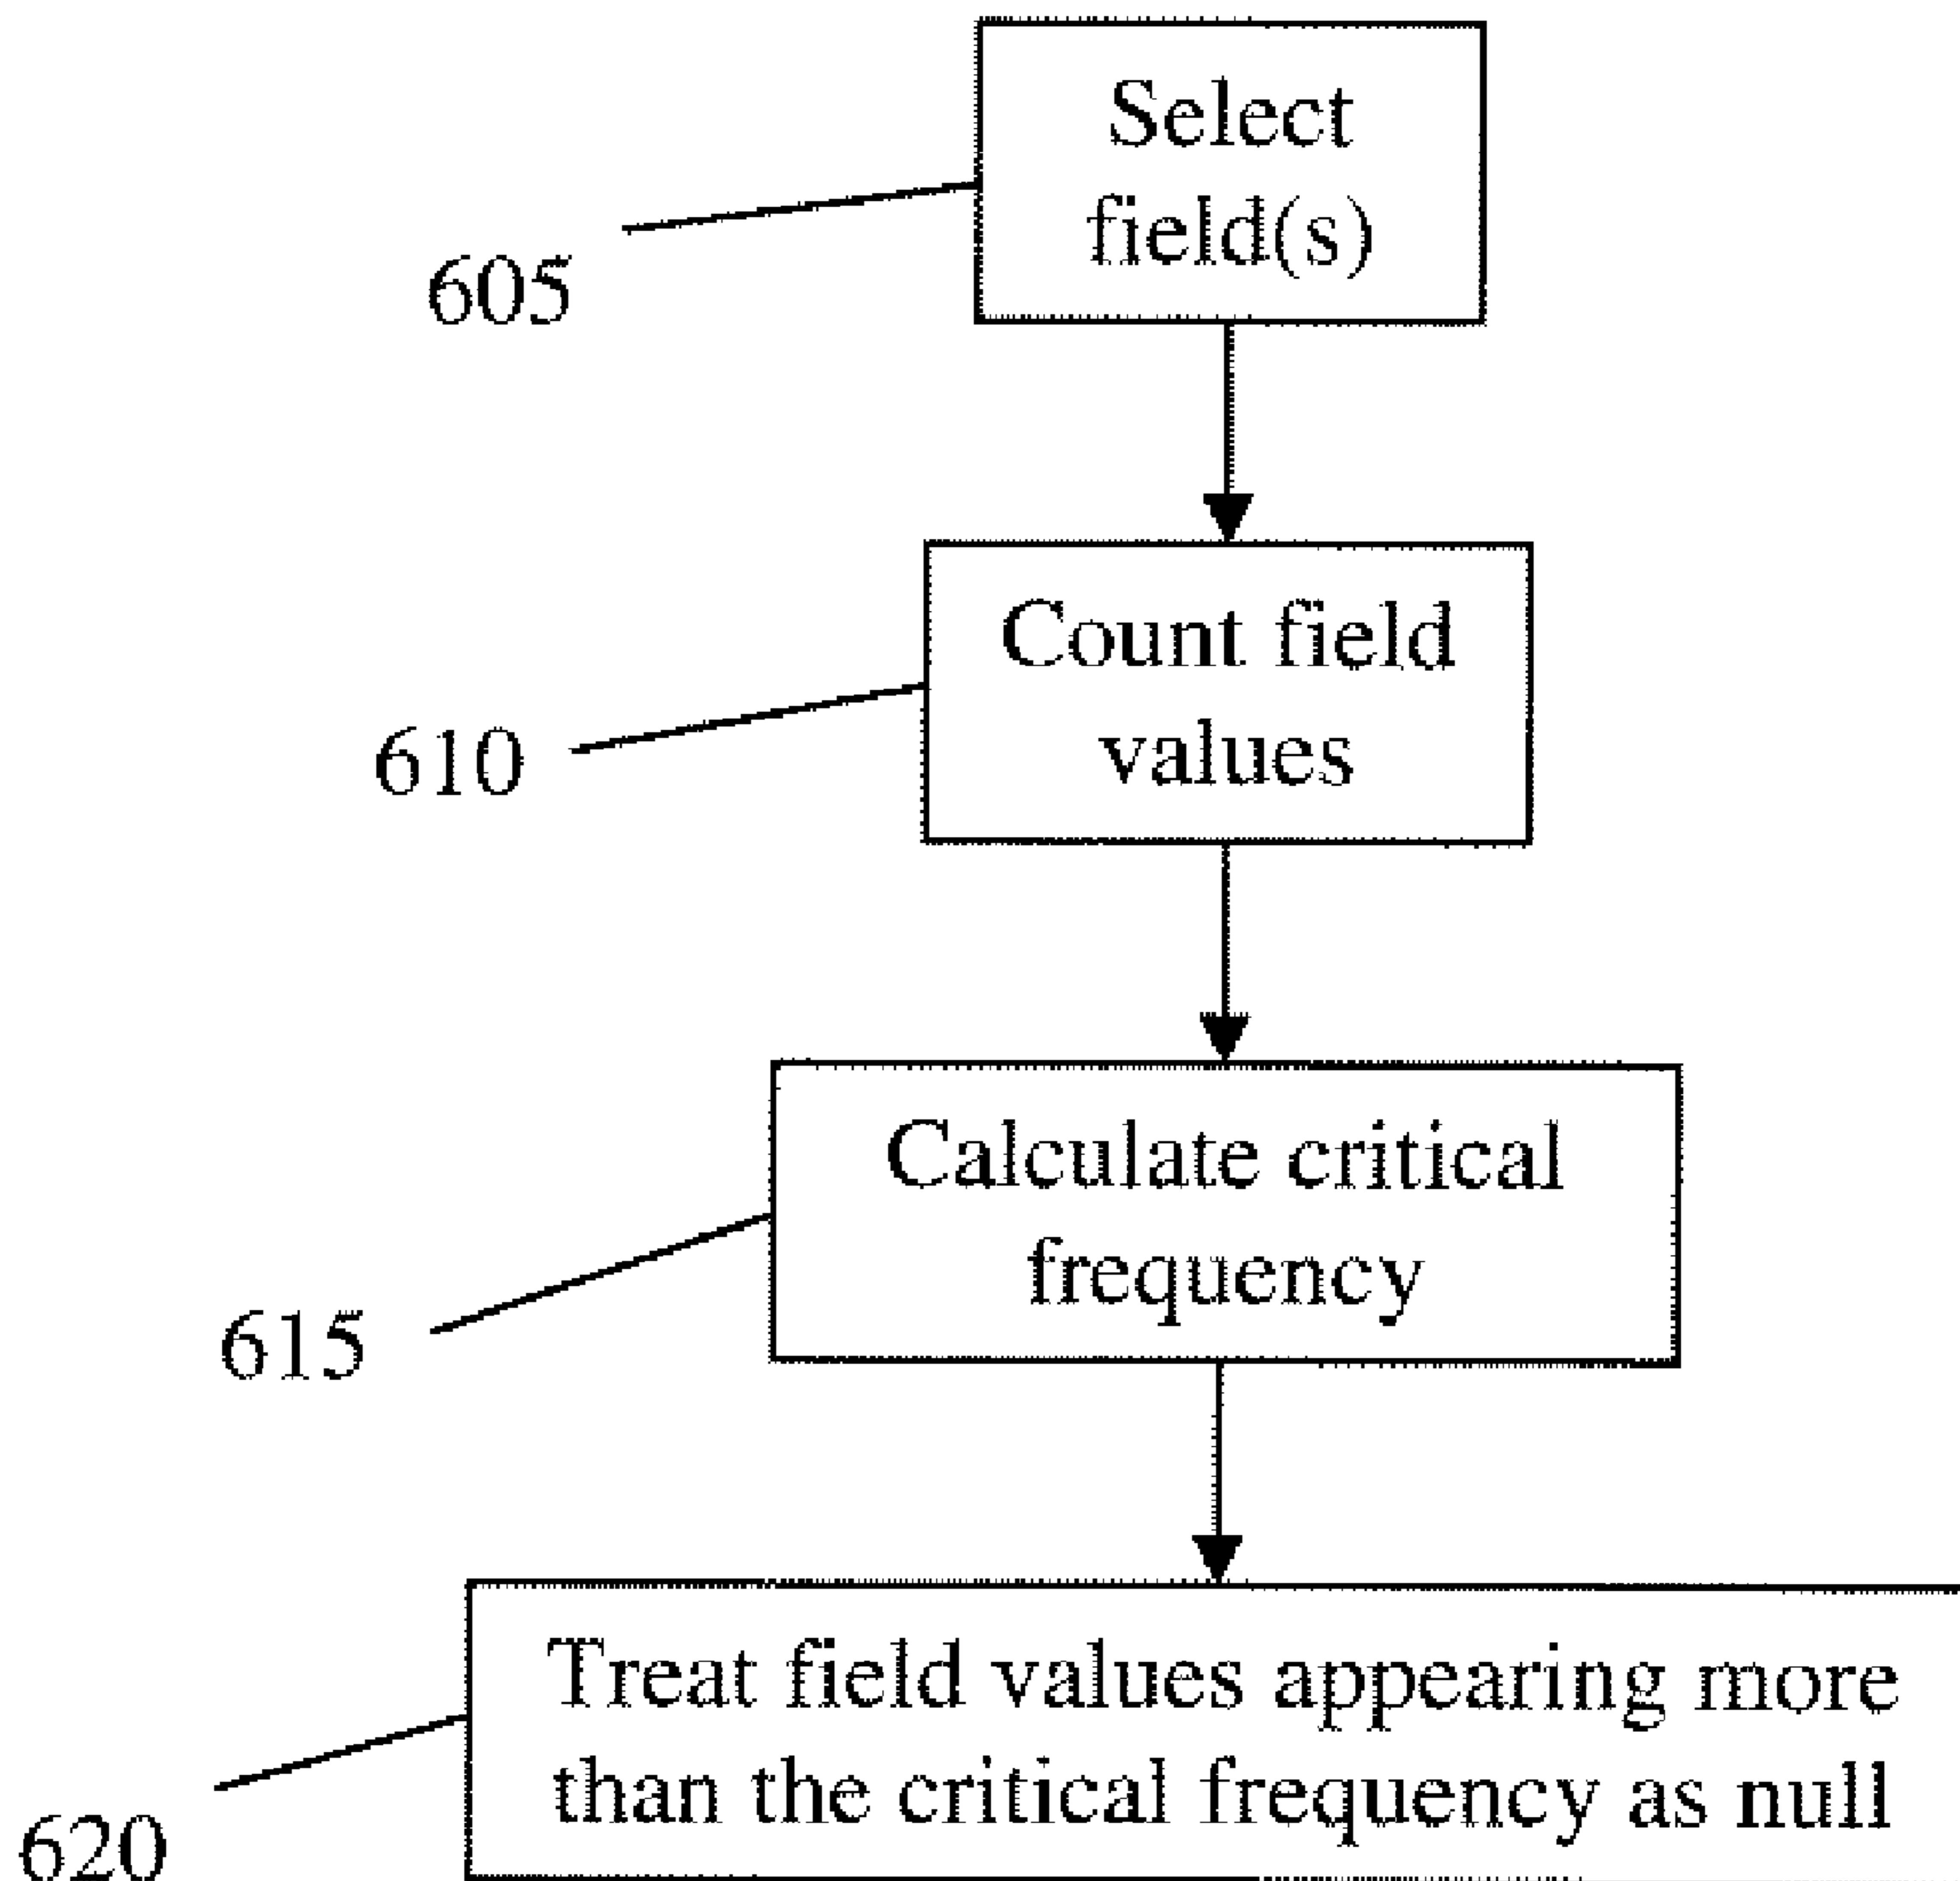 Select
field(s)
605
Count field
values
610
Calculate critical
frequency
615
Treat field values appearing more
than the critical frequency as null
620